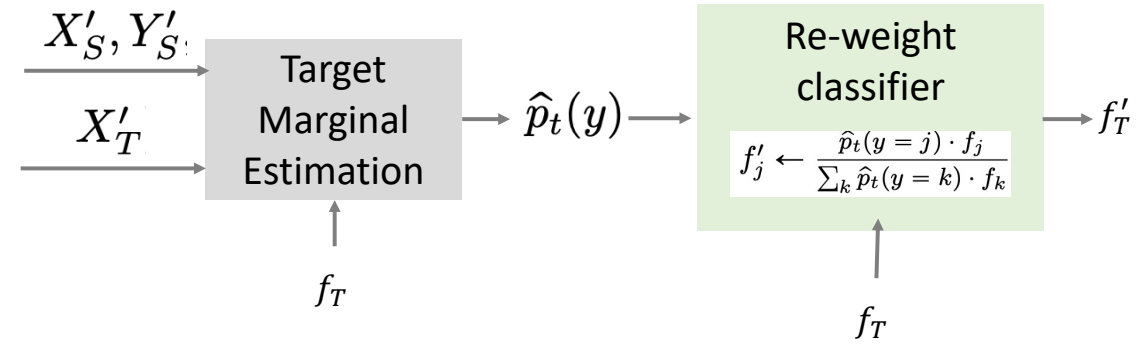 X′_S, Y′_S
X′_T
Target
Marginal
Estimation
f_T
p̂_t(y)
Re-weight
classifier
f′_j ← p̂_t(y = j) · f_j / ∑_k p̂_t(y = k) · f_k
f_T
f′_T